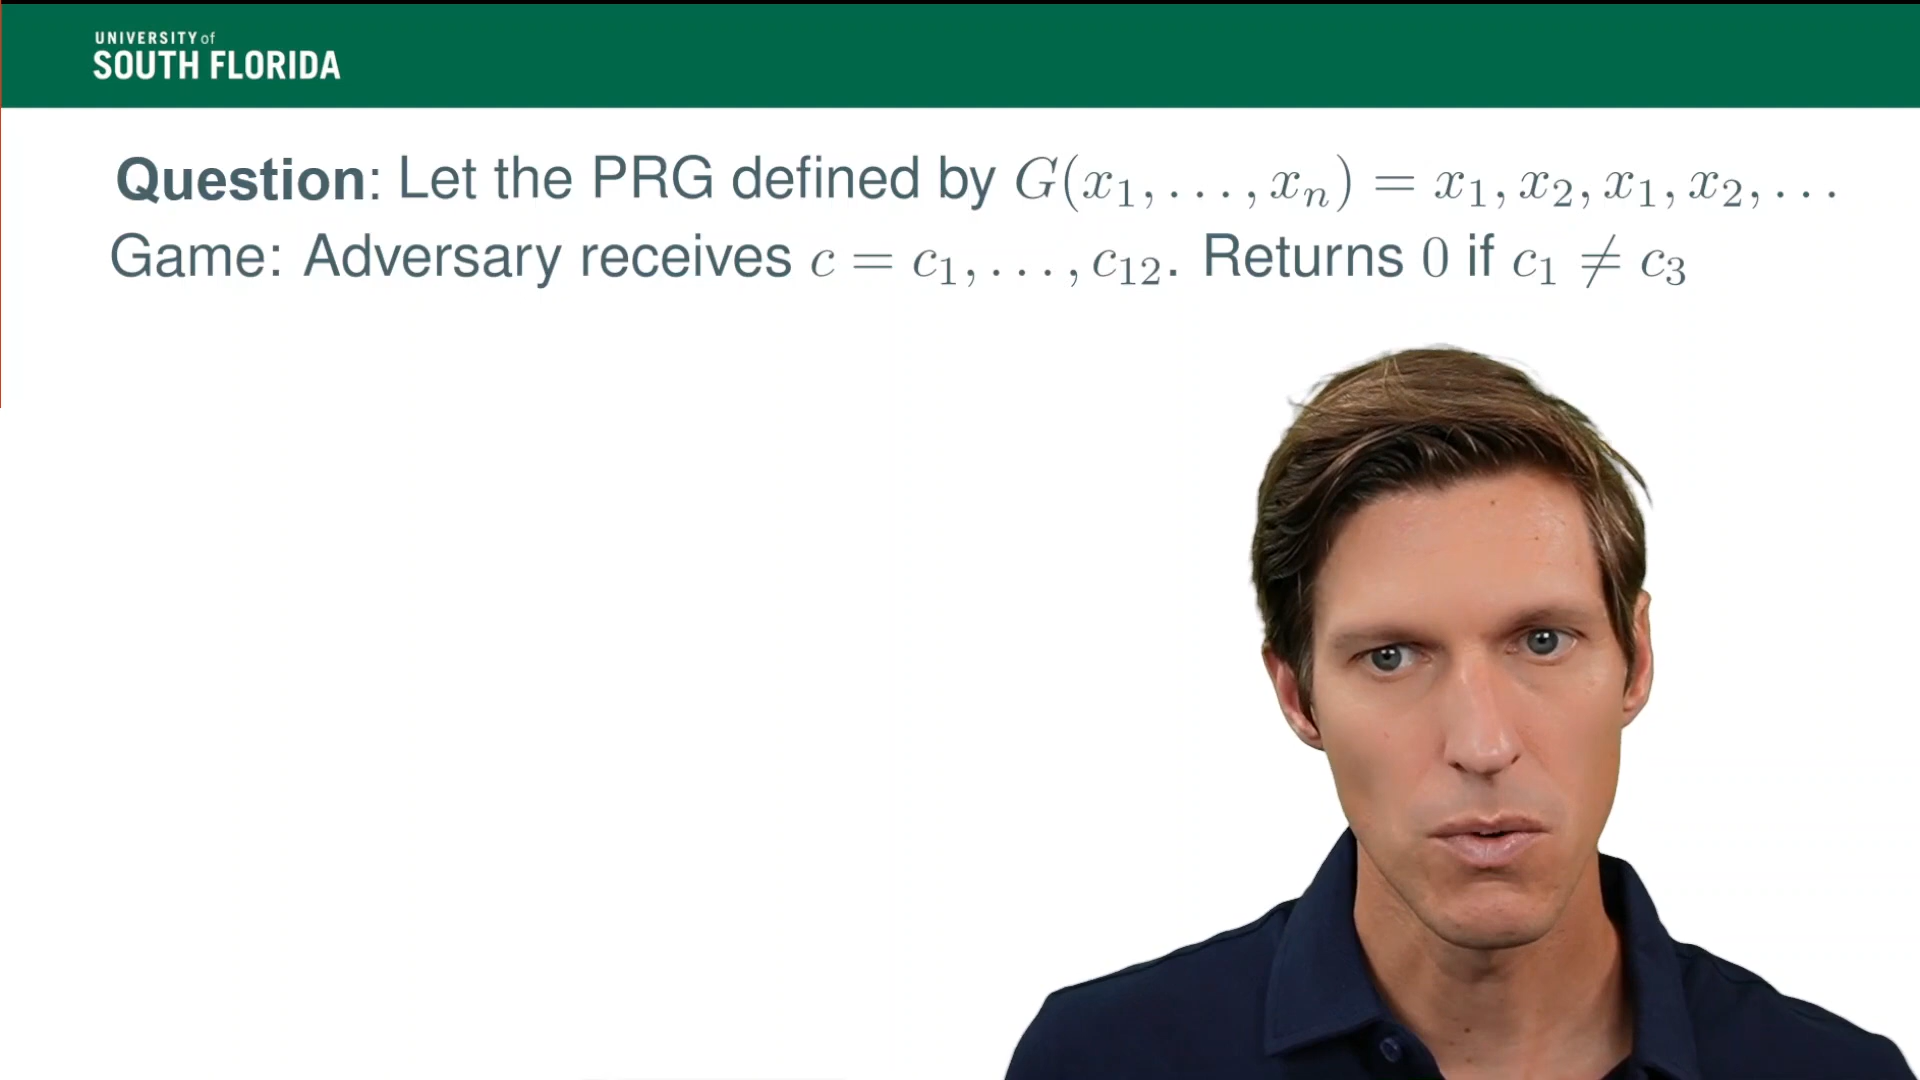 UNIVERSITY of
SOUTH FLORIDA
Question: Let the PRG defined by G(x₁, . . . , xₙ) = x₁, x₂, x₁, x₂, . . .
Game: Adversary receives c = c₁, . . . , c₁₂. Returns 0 if c₁ ≠ c₃